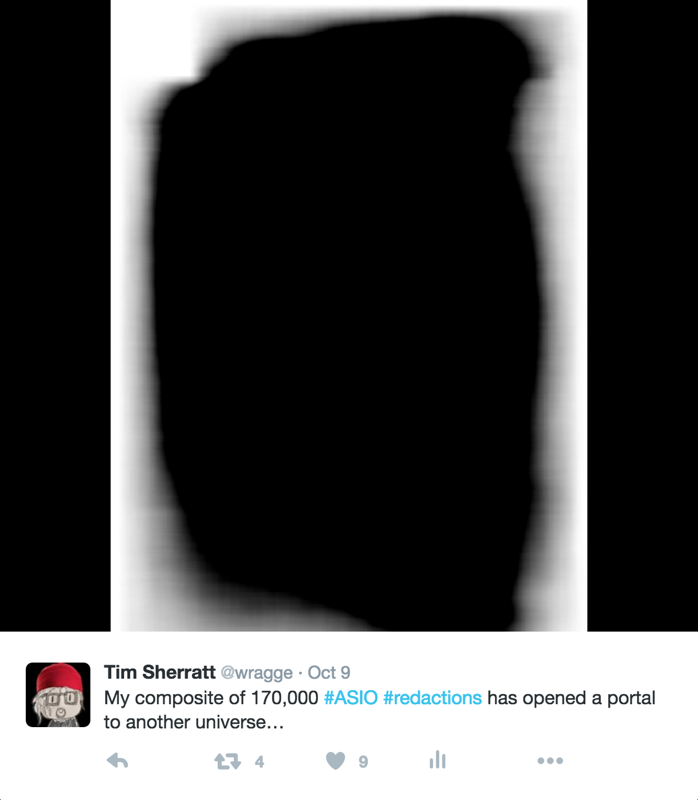 Tim Sherratt @wragge · Oct 9
My composite of 170,000 #ASIO #redactions has opened a portal
to another universe…
4 9